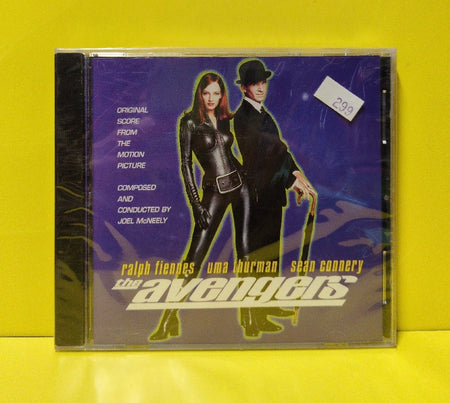 ORIGINAL
SCORE
FROM
THE
MOTION
PICTURE
COMPOSED
AND
CONDUCTED BY
JOEL McNEELY
299
ralph fiennes uma thurman sean connery
the avengers